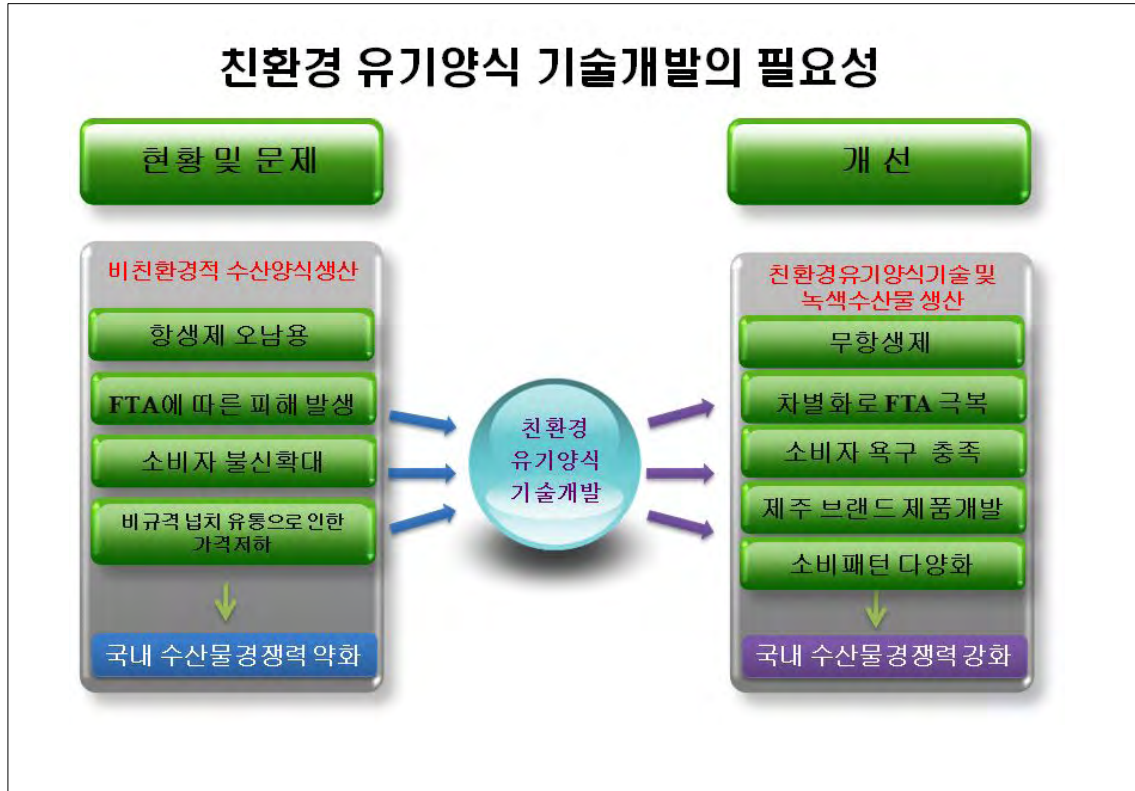 친환경 유기양식 기술개발의 필요성
현황 및 문제
비친환경적 수산양식생산
항생제 오남용
FTA에 따른 피해 발생
소비자 불신확대
비규격 넙치 유통으로 인한
가격저하
국내 수산물경쟁력 약화
친환경
유기양식
기술개발
개 선
친환경유기양식기술 및
녹색수산물 생산
무항생제
차별화로 FTA 극복
소비자 욕구 충족
제주 브랜드 제품개발
소비패턴 다양화
국내 수산물경쟁력 강화